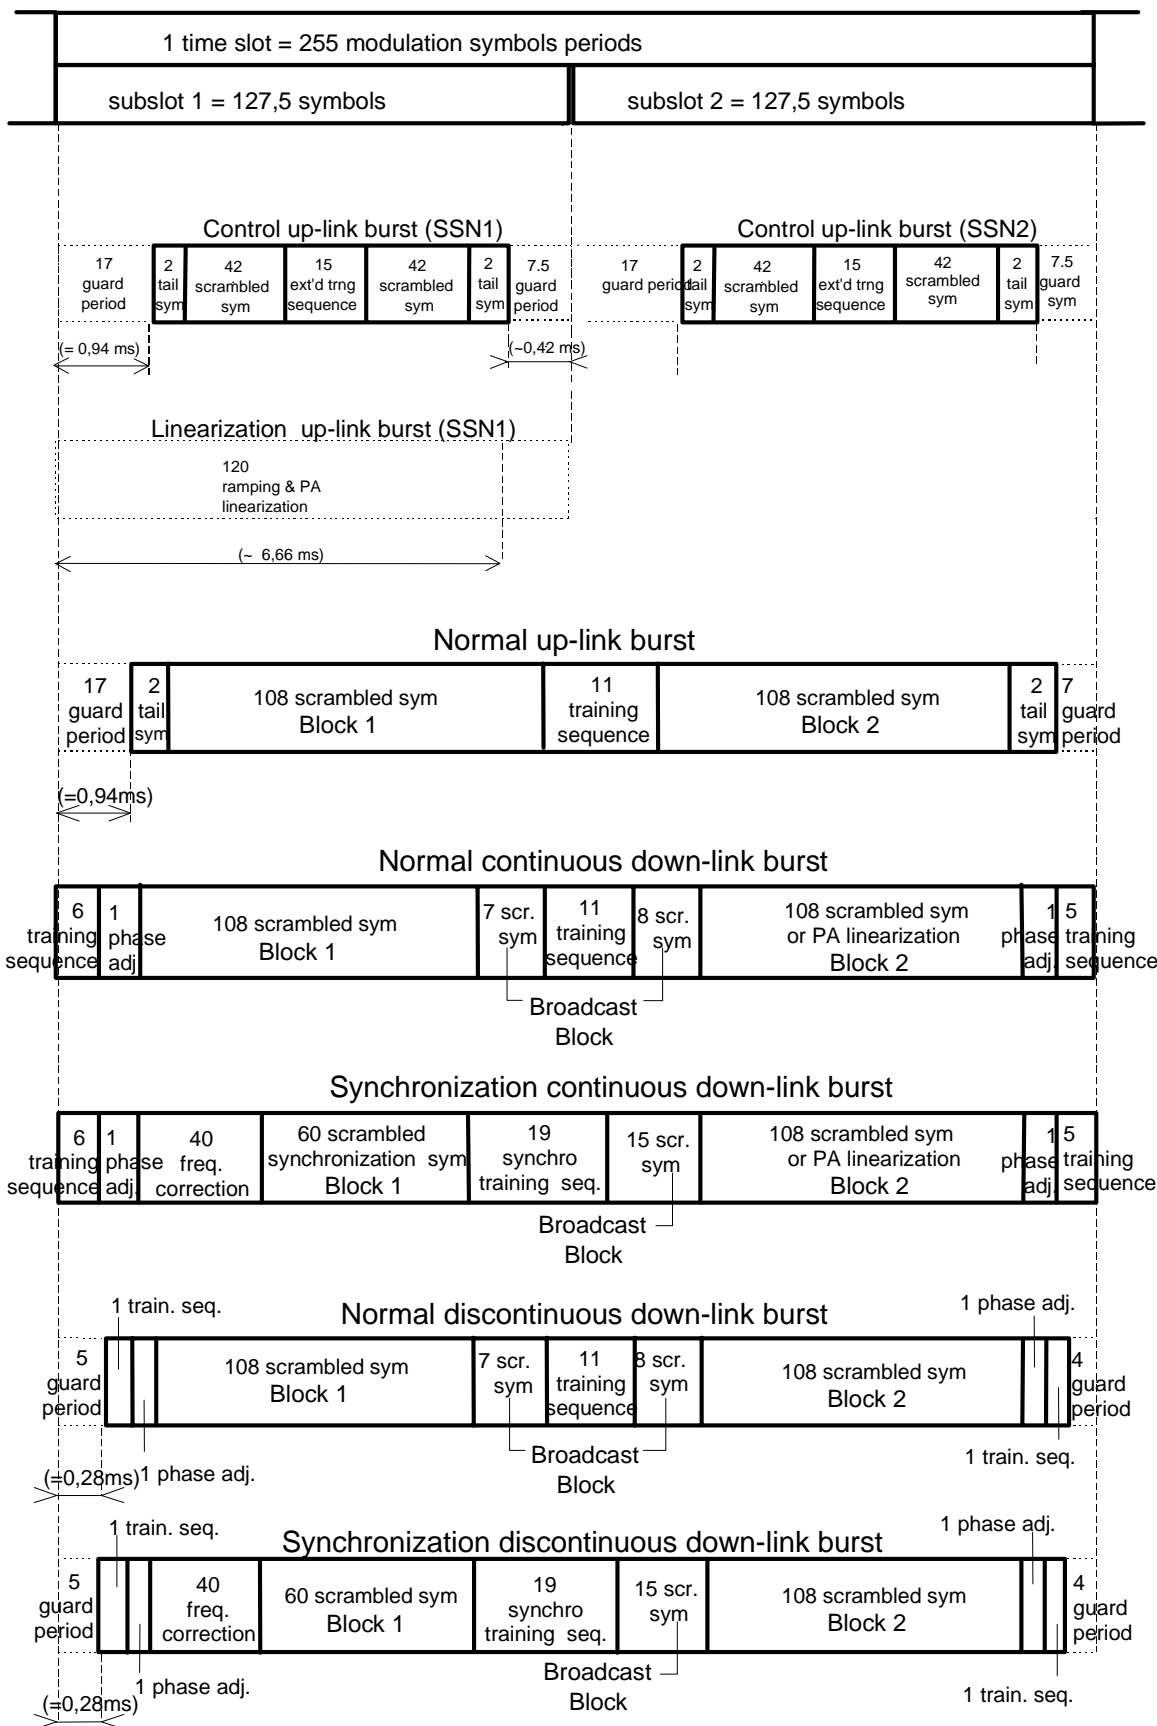 1 time slot = 255 modulation symbols periods
subslot 1 = 127,5 symbols
subslot 2 = 127,5 symbols
Control up-link burst (SSN1)
Control up-link burst (SSN2)
17
guard
period
2
tail
sym
42
scrambled
sym
15
ext'd trng
sequence
42
scrambled
sym
2
tail
sym
7.5
guard
period
17
guard period
2
tail
sym
42
scrambled
sym
15
ext'd trng
sequence
42
scrambled
sym
2
tail
sym
7.5
guard
sym
(= 0,94 ms)
(~0,42 ms)
Linearization up-link burst (SSN1)
120
ramping & PA
linearization
(~ 6,66 ms)
Normal up-link burst
17
guard
period
2
tail
sym
108 scrambled sym
Block 1
11
training
sequence
108 scrambled sym
Block 2
2
tail
sym
7
guard
period
(=0,94ms)
Normal continuous down-link burst
6
training
sequence
1
phase
adj.
108 scrambled sym
Block 1
7 scr.
sym
11
training
sequence
8 scr.
sym
108 scrambled sym
or PA linearization
Block 2
1
phase
adj.
5
training
sequence
Broadcast
Block
Synchronization continuous down-link burst
6
training
sequence
1
phase
adj.
40
freq.
correction
60 scrambled
synchronization sym
Block 1
19
synchro
training seq.
15 scr.
sym
108 scrambled sym
or PA linearization
Block 2
1
phase
adj.
5
training
sequence
Broadcast
Block
1 train. seq.
Normal discontinuous down-link burst
1 phase adj.
5
guard
period
108 scrambled sym
Block 1
7 scr.
sym
11
training
sequence
8 scr.
sym
108 scrambled sym
Block 2
4
guard
period
Broadcast
Block
1 train. seq.
(=0,28ms)
1 phase adj.
1 train. seq.
Synchronization discontinuous down-link burst
1 phase adj.
5
guard
period
40
freq.
correction
60 scrambled sym
Block 1
19
synchro
training seq.
15 scr.
sym
108 scrambled sym
Block 2
4
guard
period
Broadcast
Block
1 phase adj.
1 train. seq.
(=0,28ms)